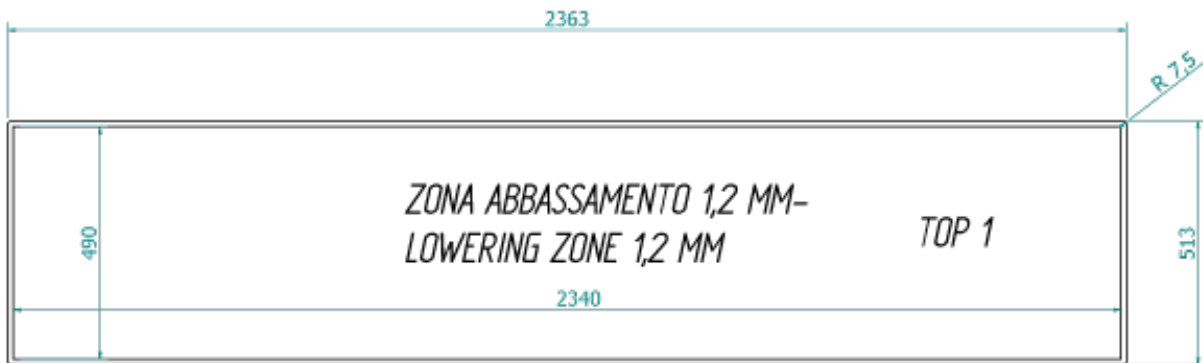 2363
R 7,5
ZONA ABBASSAMENTO 1,2 MM-
LOWERING ZONE 1,2 MM
TOP 1
490
513
2340